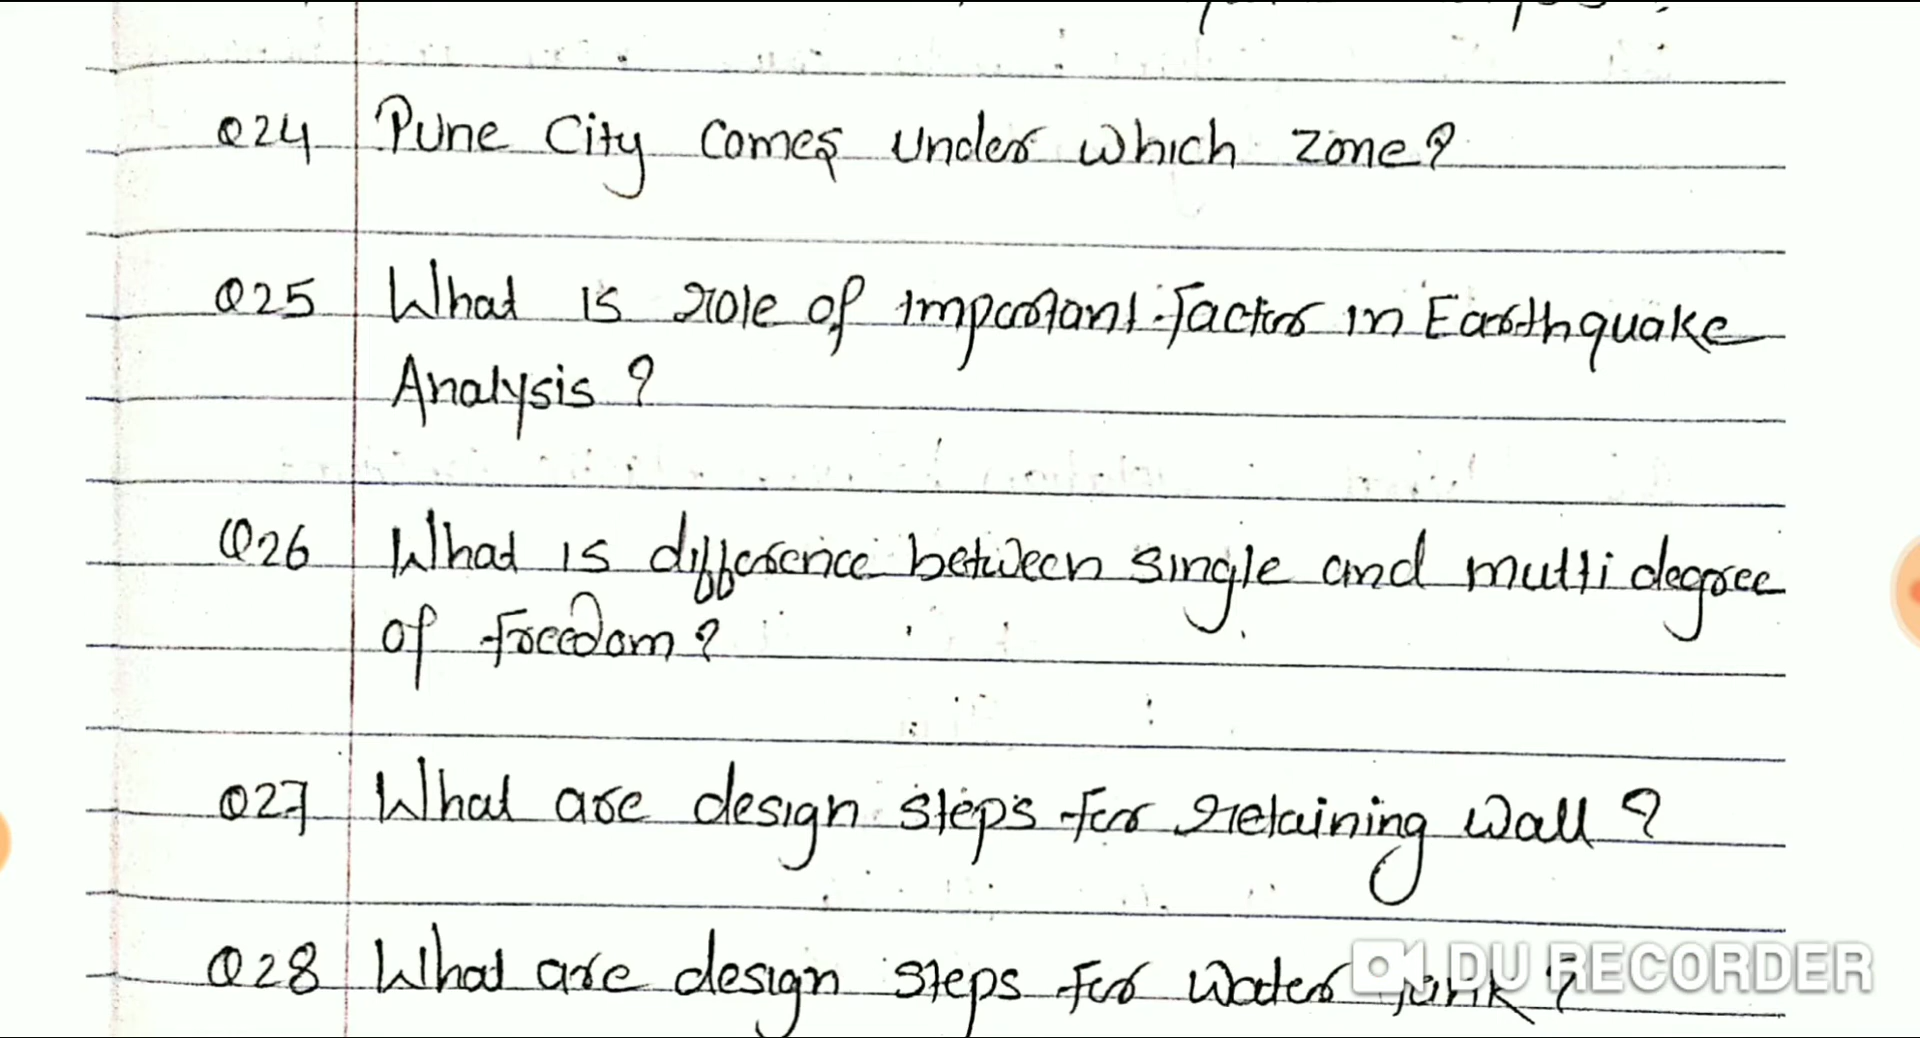 Q24 Pune City Comes Under Which Zone?
Q25 What is role of important factor in Earthquake
Analysis?
Q26 What is difference between single and multi degree
of freedom?
Q27 What are design steps for retaining wall?
Q28 What are design steps for Water ?
DU RECORDER